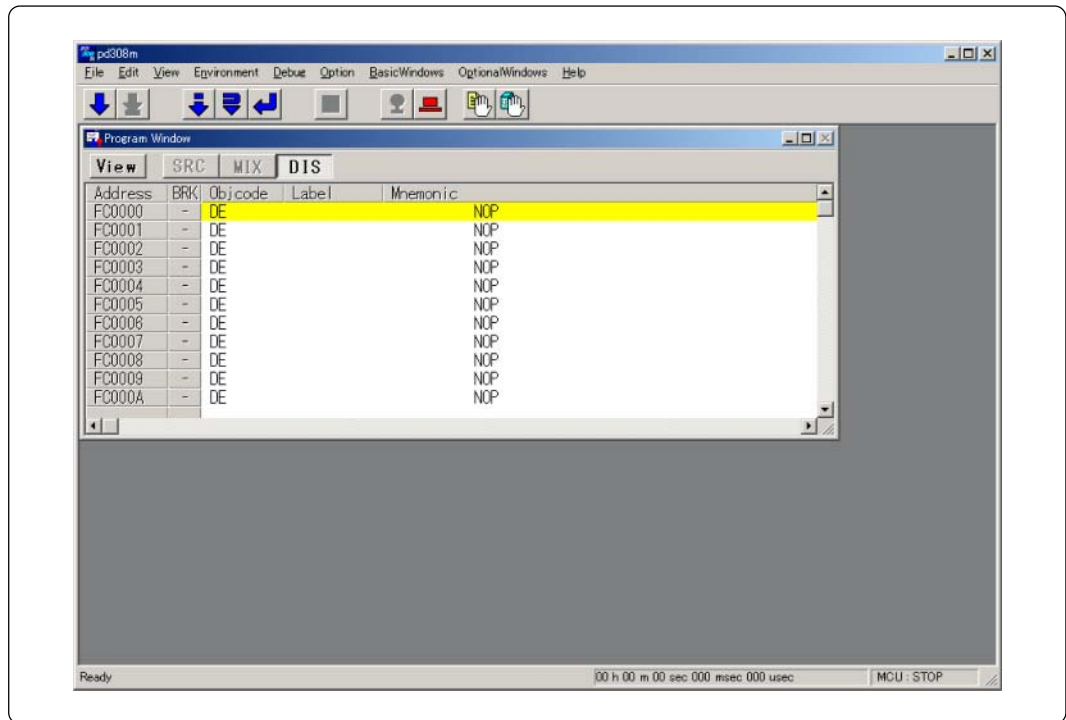 pd308m
File Edit View Environment Debug Option BasicWindows OptionalWindows Help
Program Window
View SRC MIX DIS
Address BRK Objcode Label Mnemonic
FC0000 - DE NOP
FC0001 - DE NOP
FC0002 - DE NOP
FC0003 - DE NOP
FC0004 - DE NOP
FC0005 - DE NOP
FC0006 - DE NOP
FC0007 - DE NOP
FC0008 - DE NOP
FC0009 - DE NOP
FC000A - DE NOP
Ready 00 h 00 m 00 sec 000 msec 000 usec MCU : STOP